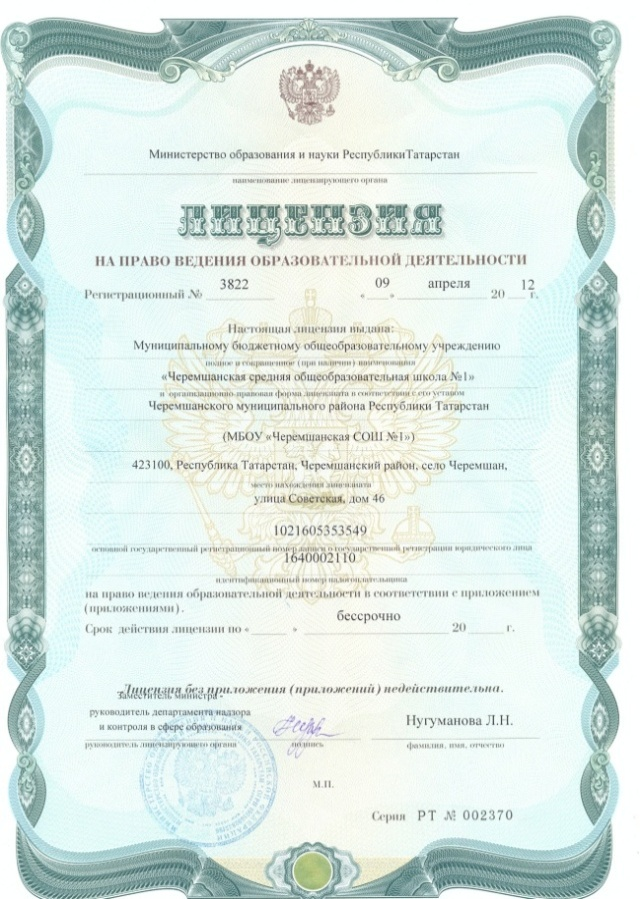 Министерство образования и науки РеспубликиТатарстан
наименование лицензирующего органа
ЛИЦЕНЗИЯ
НА ПРАВО ВЕДЕНИЯ ОБРАЗОВАТЕЛЬНОЙ ДЕЯТЕЛЬНОСТИ
Регистрационный № 3822 « 09 » апреля 20 12 г.
Настоящая лицензия выдана:
Муниципальному бюджетному общеобразовательному учреждению
полное и сокращенное (при наличии) наименования
«Черемшанская средняя общеобразовательная школа №1»
и организационно-правовая форма лицензиата в соответствии с его уставом
Черемшанского муниципального района Республики Татарстан
(МБОУ «Черемшанская СОШ №1»)
423100, Республика Татарстан, Черемшанский район, село Черемшан,
место нахождения лицензиата
улица Советская, дом 46
1021605353549
основной государственный регистрационный номер записи о государственной регистрации юридического лица
1640002110
идентификационный номер налогоплательщика
на право ведения образовательной деятельности в соответствии с приложением
(приложениями).
бессрочно
Срок действия лицензии по « » 20 г.
Лицензия без приложения (приложений) недействительна.
Заместитель министра -
руководитель департамента надзора
и контроля в сфере образования
Нугуманова Л.Н.
руководитель лицензирующего органа подпись фамилия, имя, отчество
М.П.
Серия РТ № 002370